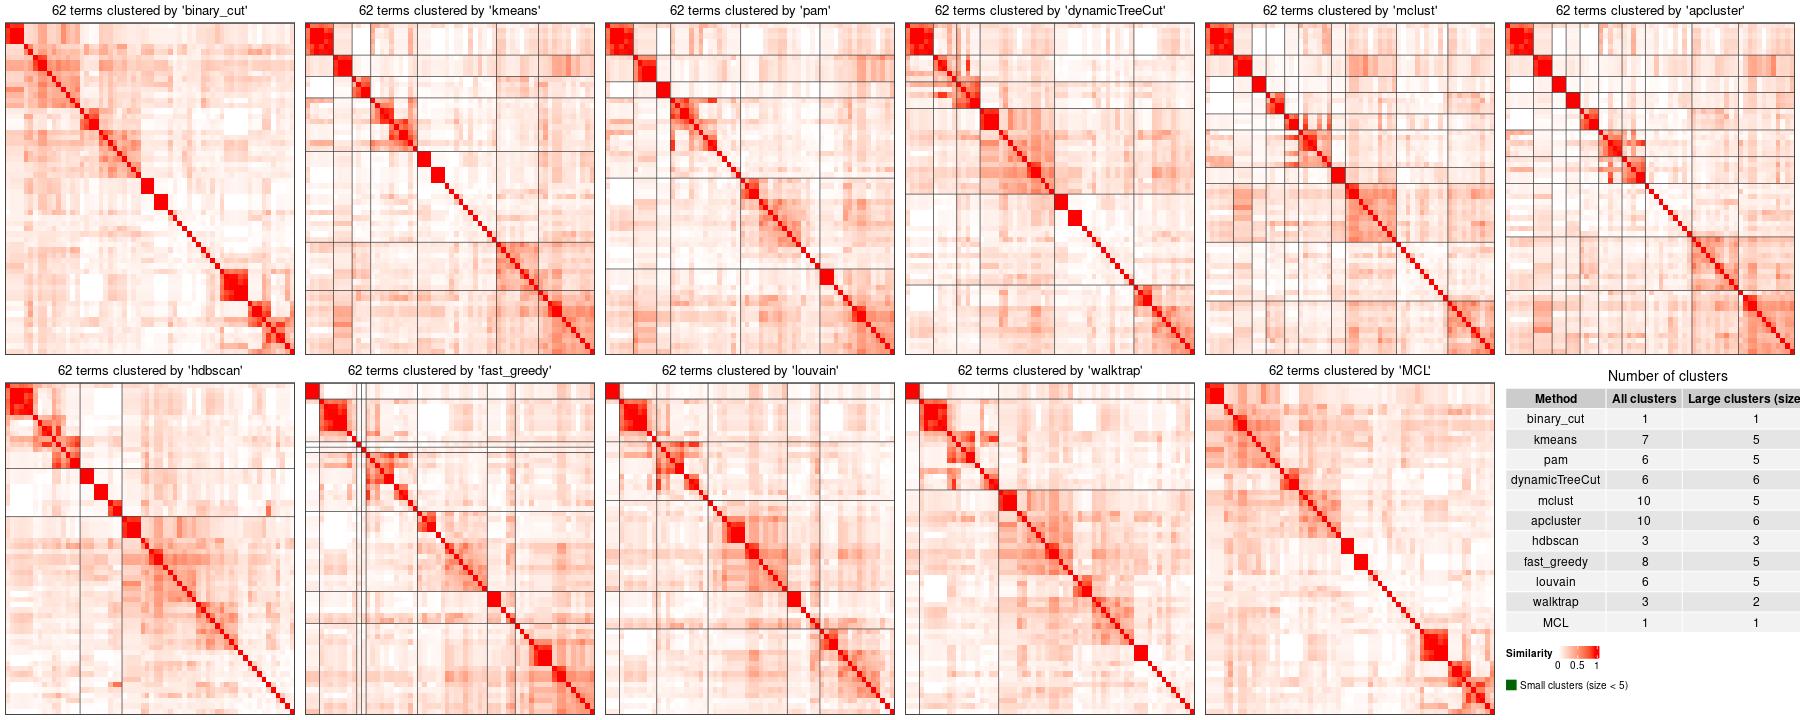 62 terms clustered by 'binary_cut'
62 terms clustered by 'kmeans'
62 terms clustered by 'pam'
62 terms clustered by 'dynamicTreeCut'
62 terms clustered by 'mclust'
62 terms clustered by 'apcluster'
62 terms clustered by 'hdbscan'
62 terms clustered by 'fast_greedy'
62 terms clustered by 'louvain'
62 terms clustered by 'walktrap'
62 terms clustered by 'MCL'
Number of clusters
Method All clusters Large clusters (size
binary_cut 1 1
kmeans 7 5
pam 6 5
dynamicTreeCut 6 6
mclust 10 5
apcluster 10 6
hdbscan 3 3
fast_greedy 8 5
louvain 6 5
walktrap 3 2
MCL 1 1
Similarity
0 0.5 1
Small clusters (size < 5)